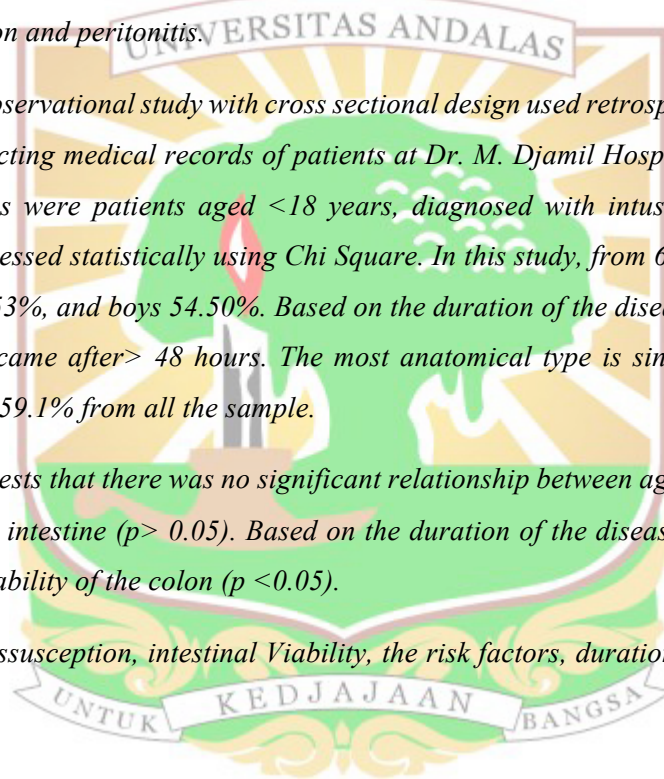 on and peritonitis.
UNIVERSITAS ANDALAS
servational study with cross sectional design used retrosp
cting medical records of patients at Dr. M. Djamil Hosp
s were patients aged <18 years, diagnosed with intus
essed statistically using Chi Square. In this study, from 6
53%, and boys 54.50%. Based on the duration of the disea
came after> 48 hours. The most anatomical type is sin
59.1% from all the sample.
ests that there was no significant relationship between ag
intestine (p> 0.05). Based on the duration of the diseas
ability of the colon (p <0.05).
ssusception, intestinal Viability, the risk factors, duration
UNTUK KEDJAJAAN BANGSA